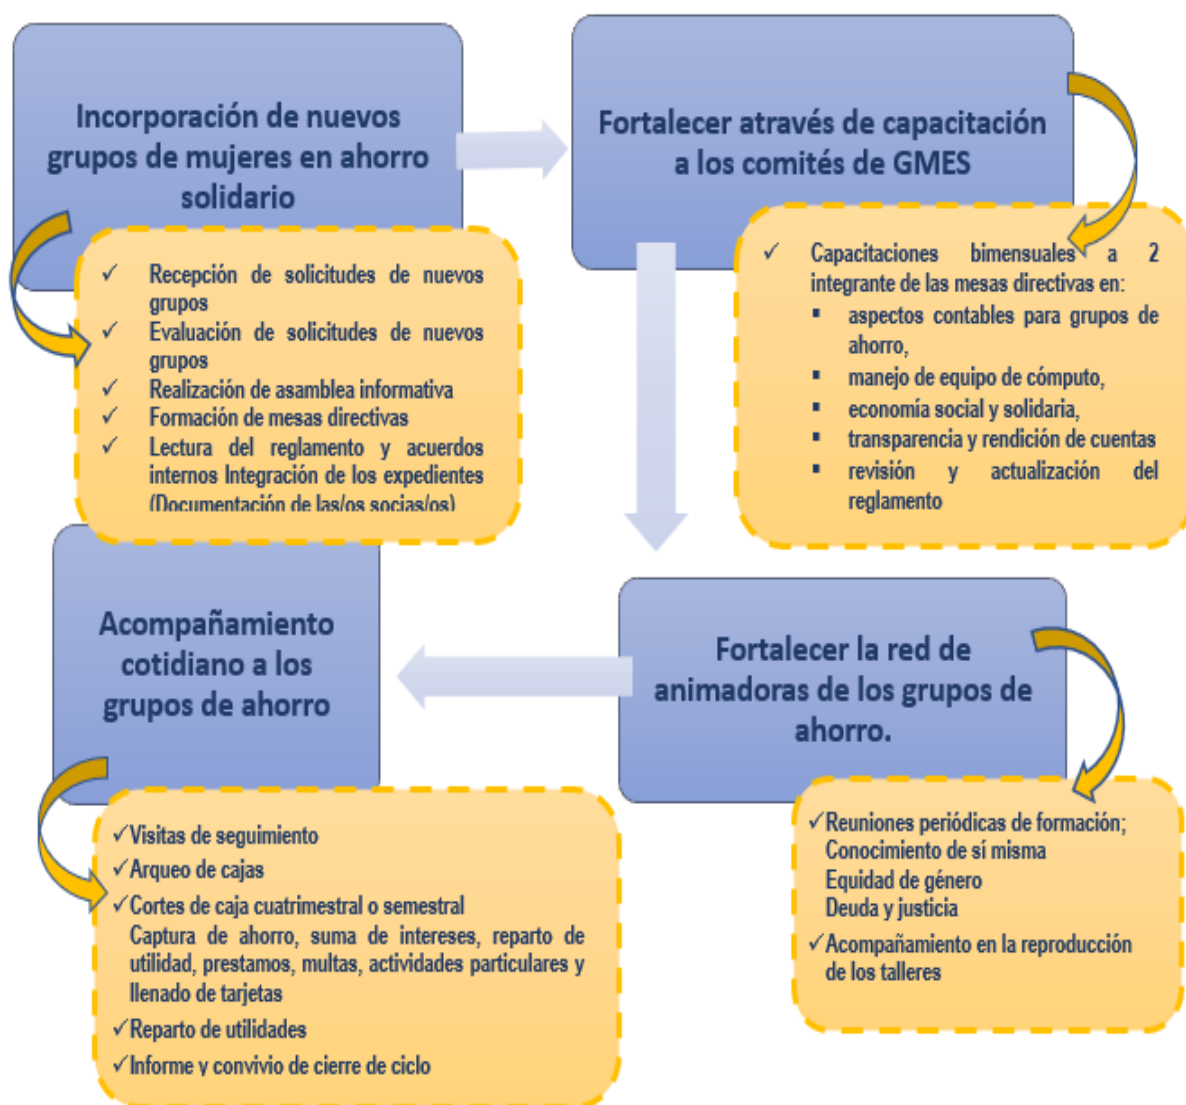 Incorporación de nuevos
grupos de mujeres en ahorro
solidario
✓ Recepción de solicitudes de nuevos
grupos
✓ Evaluación de solicitudes de nuevos
grupos
✓ Realización de asamblea informativa
✓ Formación de mesas directivas
✓ Lectura del reglamento y acuerdos
internos Integración de los expedientes
(Documentación de las/os socias/os)
Fortalecer através de capacitación
a los comités de GMES
✓ Capacitaciones bimensuales a 2
integrante de las mesas directivas en:
▪ aspectos contables para grupos de
ahorro,
▪ manejo de equipo de cómputo,
▪ economía social y solidaria,
▪ transparencia y rendición de cuentas
▪ revisión y actualización del
reglamento
Fortalecer la red de
animadoras de los grupos de
ahorro.
✓Reuniones periódicas de formación;
Conocimiento de sí misma
Equidad de género
Deuda y justicia
✓Acompañamiento en la reproducción
de los talleres
Acompañamiento
cotidiano a los
grupos de ahorro
✓Visitas de seguimiento
✓Arqueo de cajas
✓Cortes de caja cuatrimestral o semestral
Captura de ahorro, suma de intereses, reparto de
utilidad, prestamos, multas, actividades particulares y
llenado de tarjetas
✓Reparto de utilidades
✓Informe y convivio de cierre de ciclo